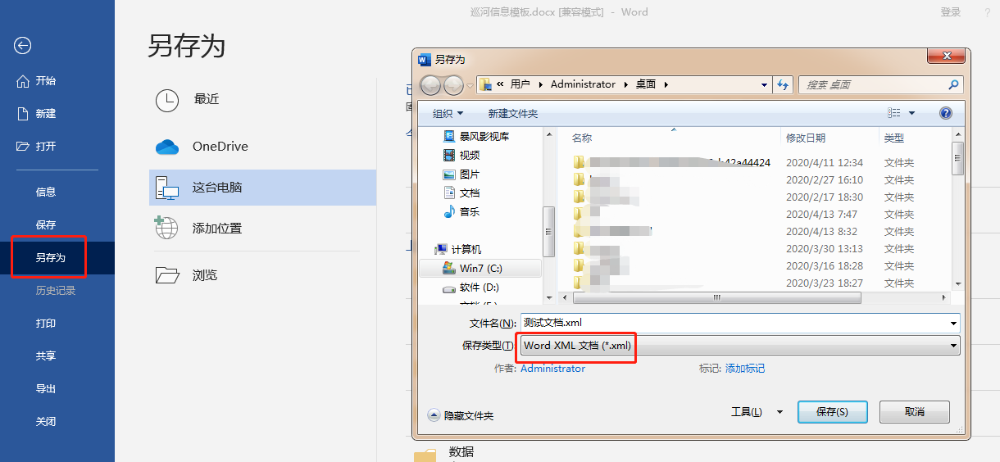 巡河信息模板.docx [兼容模式] - Word
登录
?
开始
新建
打开
信息
保存
另存为
历史记录
打印
共享
导出
关闭
另存为
最近
OneDrive
这台电脑
添加位置
浏览
另存为
« 用户 ▸ Administrator ▸ 桌面 ▸
搜索 桌面
组织
新建文件夹
暴风影视库
视频
图片
文档
音乐
计算机
Win7 (C:)
软件 (D:)
名称
修改日期
类型
42a44424
2020/4/11 12:34
文件夹
2020/2/27 16:10
文件夹
2020/2/17 18:30
文件夹
2020/4/13 7:47
文件夹
2020/4/13 8:32
文件夹
2020/3/30 13:13
文件夹
2020/3/16 18:28
文件夹
2020/3/23 18:27
文件夹
文件名(N):
测试文档.xml
保存类型(T):
Word XML 文档 (*.xml)
作者: Administrator
标记: 添加标记
隐藏文件夹
工具(L)
保存(S)
取消
数据